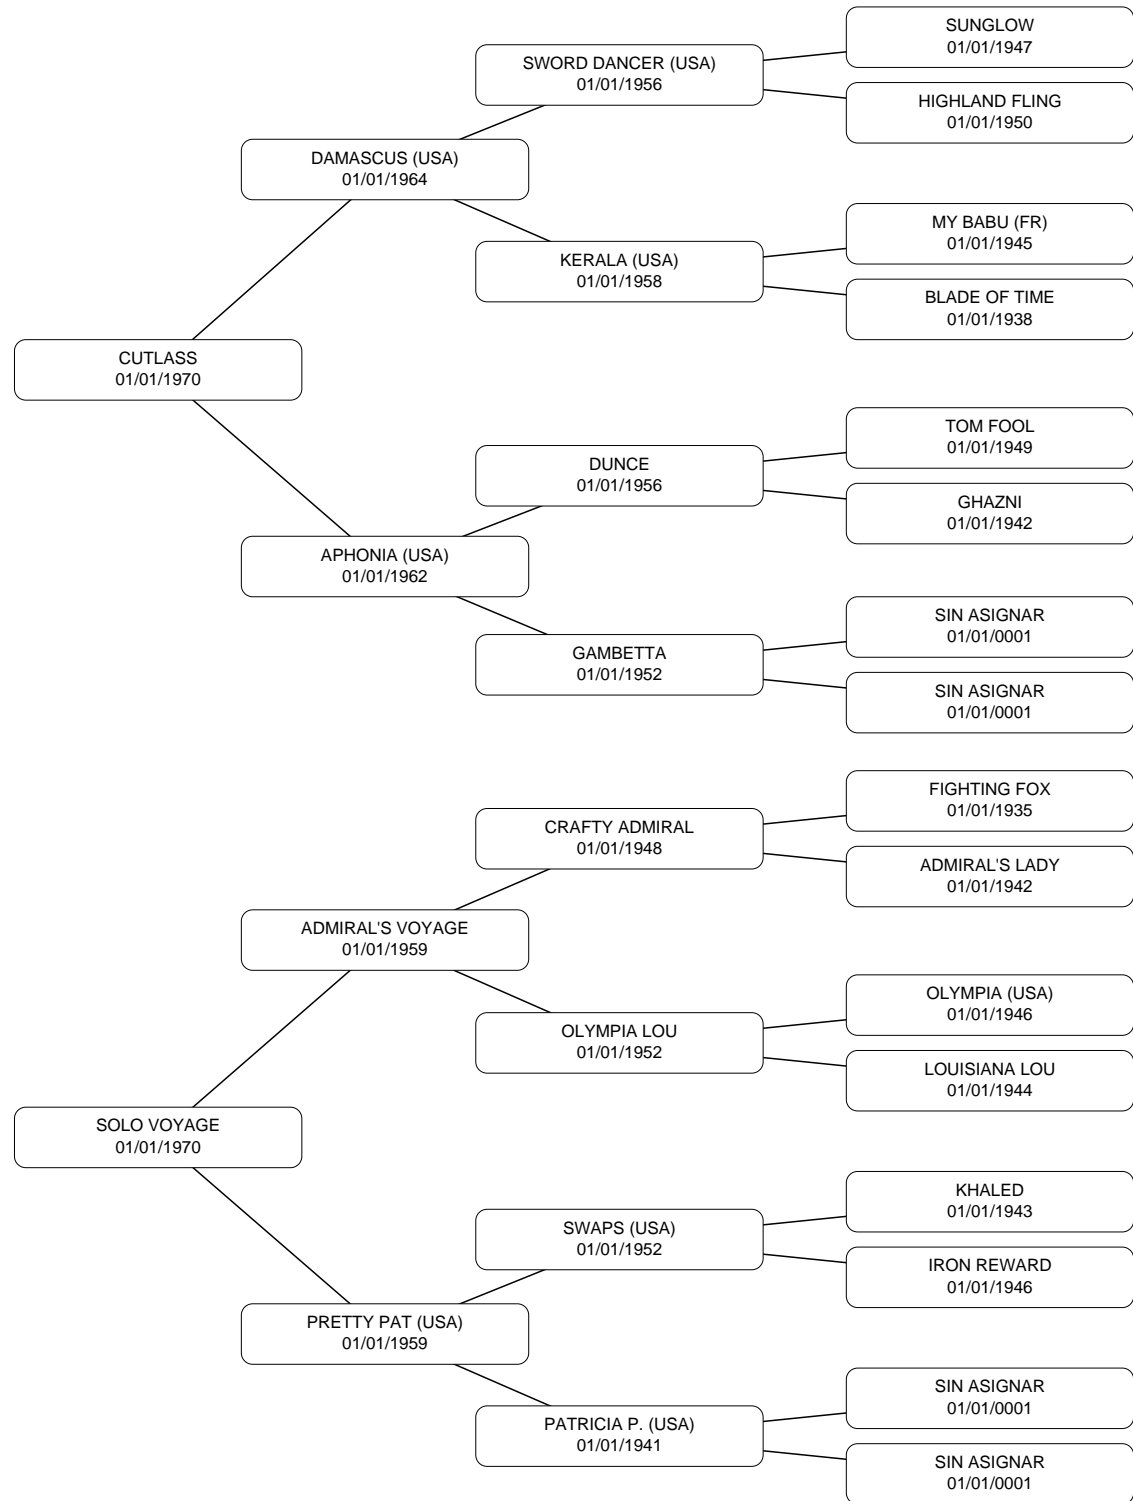 SUNGLOW
01/01/1947
SWORD DANCER (USA)
01/01/1956
HIGHLAND FLING
01/01/1950
DAMASCUS (USA)
01/01/1964
MY BABU (FR)
01/01/1945
KERALA (USA)
01/01/1958
BLADE OF TIME
01/01/1938
CUTLASS
01/01/1970
TOM FOOL
01/01/1949
DUNCE
01/01/1956
GHAZNI
01/01/1942
APHONIA (USA)
01/01/1962
SIN ASIGNAR
01/01/0001
GAMBETTA
01/01/1952
SIN ASIGNAR
01/01/0001
FIGHTING FOX
01/01/1935
CRAFTY ADMIRAL
01/01/1948
ADMIRAL'S LADY
01/01/1942
ADMIRAL'S VOYAGE
01/01/1959
OLYMPIA (USA)
01/01/1946
OLYMPIA LOU
01/01/1952
LOUISIANA LOU
01/01/1944
SOLO VOYAGE
01/01/1970
KHALED
01/01/1943
SWAPS (USA)
01/01/1952
IRON REWARD
01/01/1946
PRETTY PAT (USA)
01/01/1959
SIN ASIGNAR
01/01/0001
PATRICIA P. (USA)
01/01/1941
SIN ASIGNAR
01/01/0001